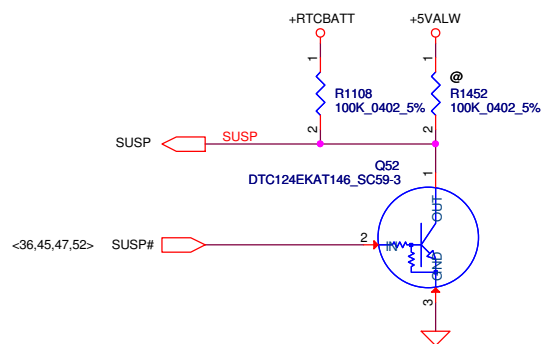 +RTCBATT
+5VALW
1
1
@
R1108
100K_0402_5%
R1452
100K_0402_5%
2
2
SUSP
SUSP
Q52
DTC124EKAT146_SC59-3
1
OUT
<36,45,47,52>
SUSP#
2
IN
GND
3